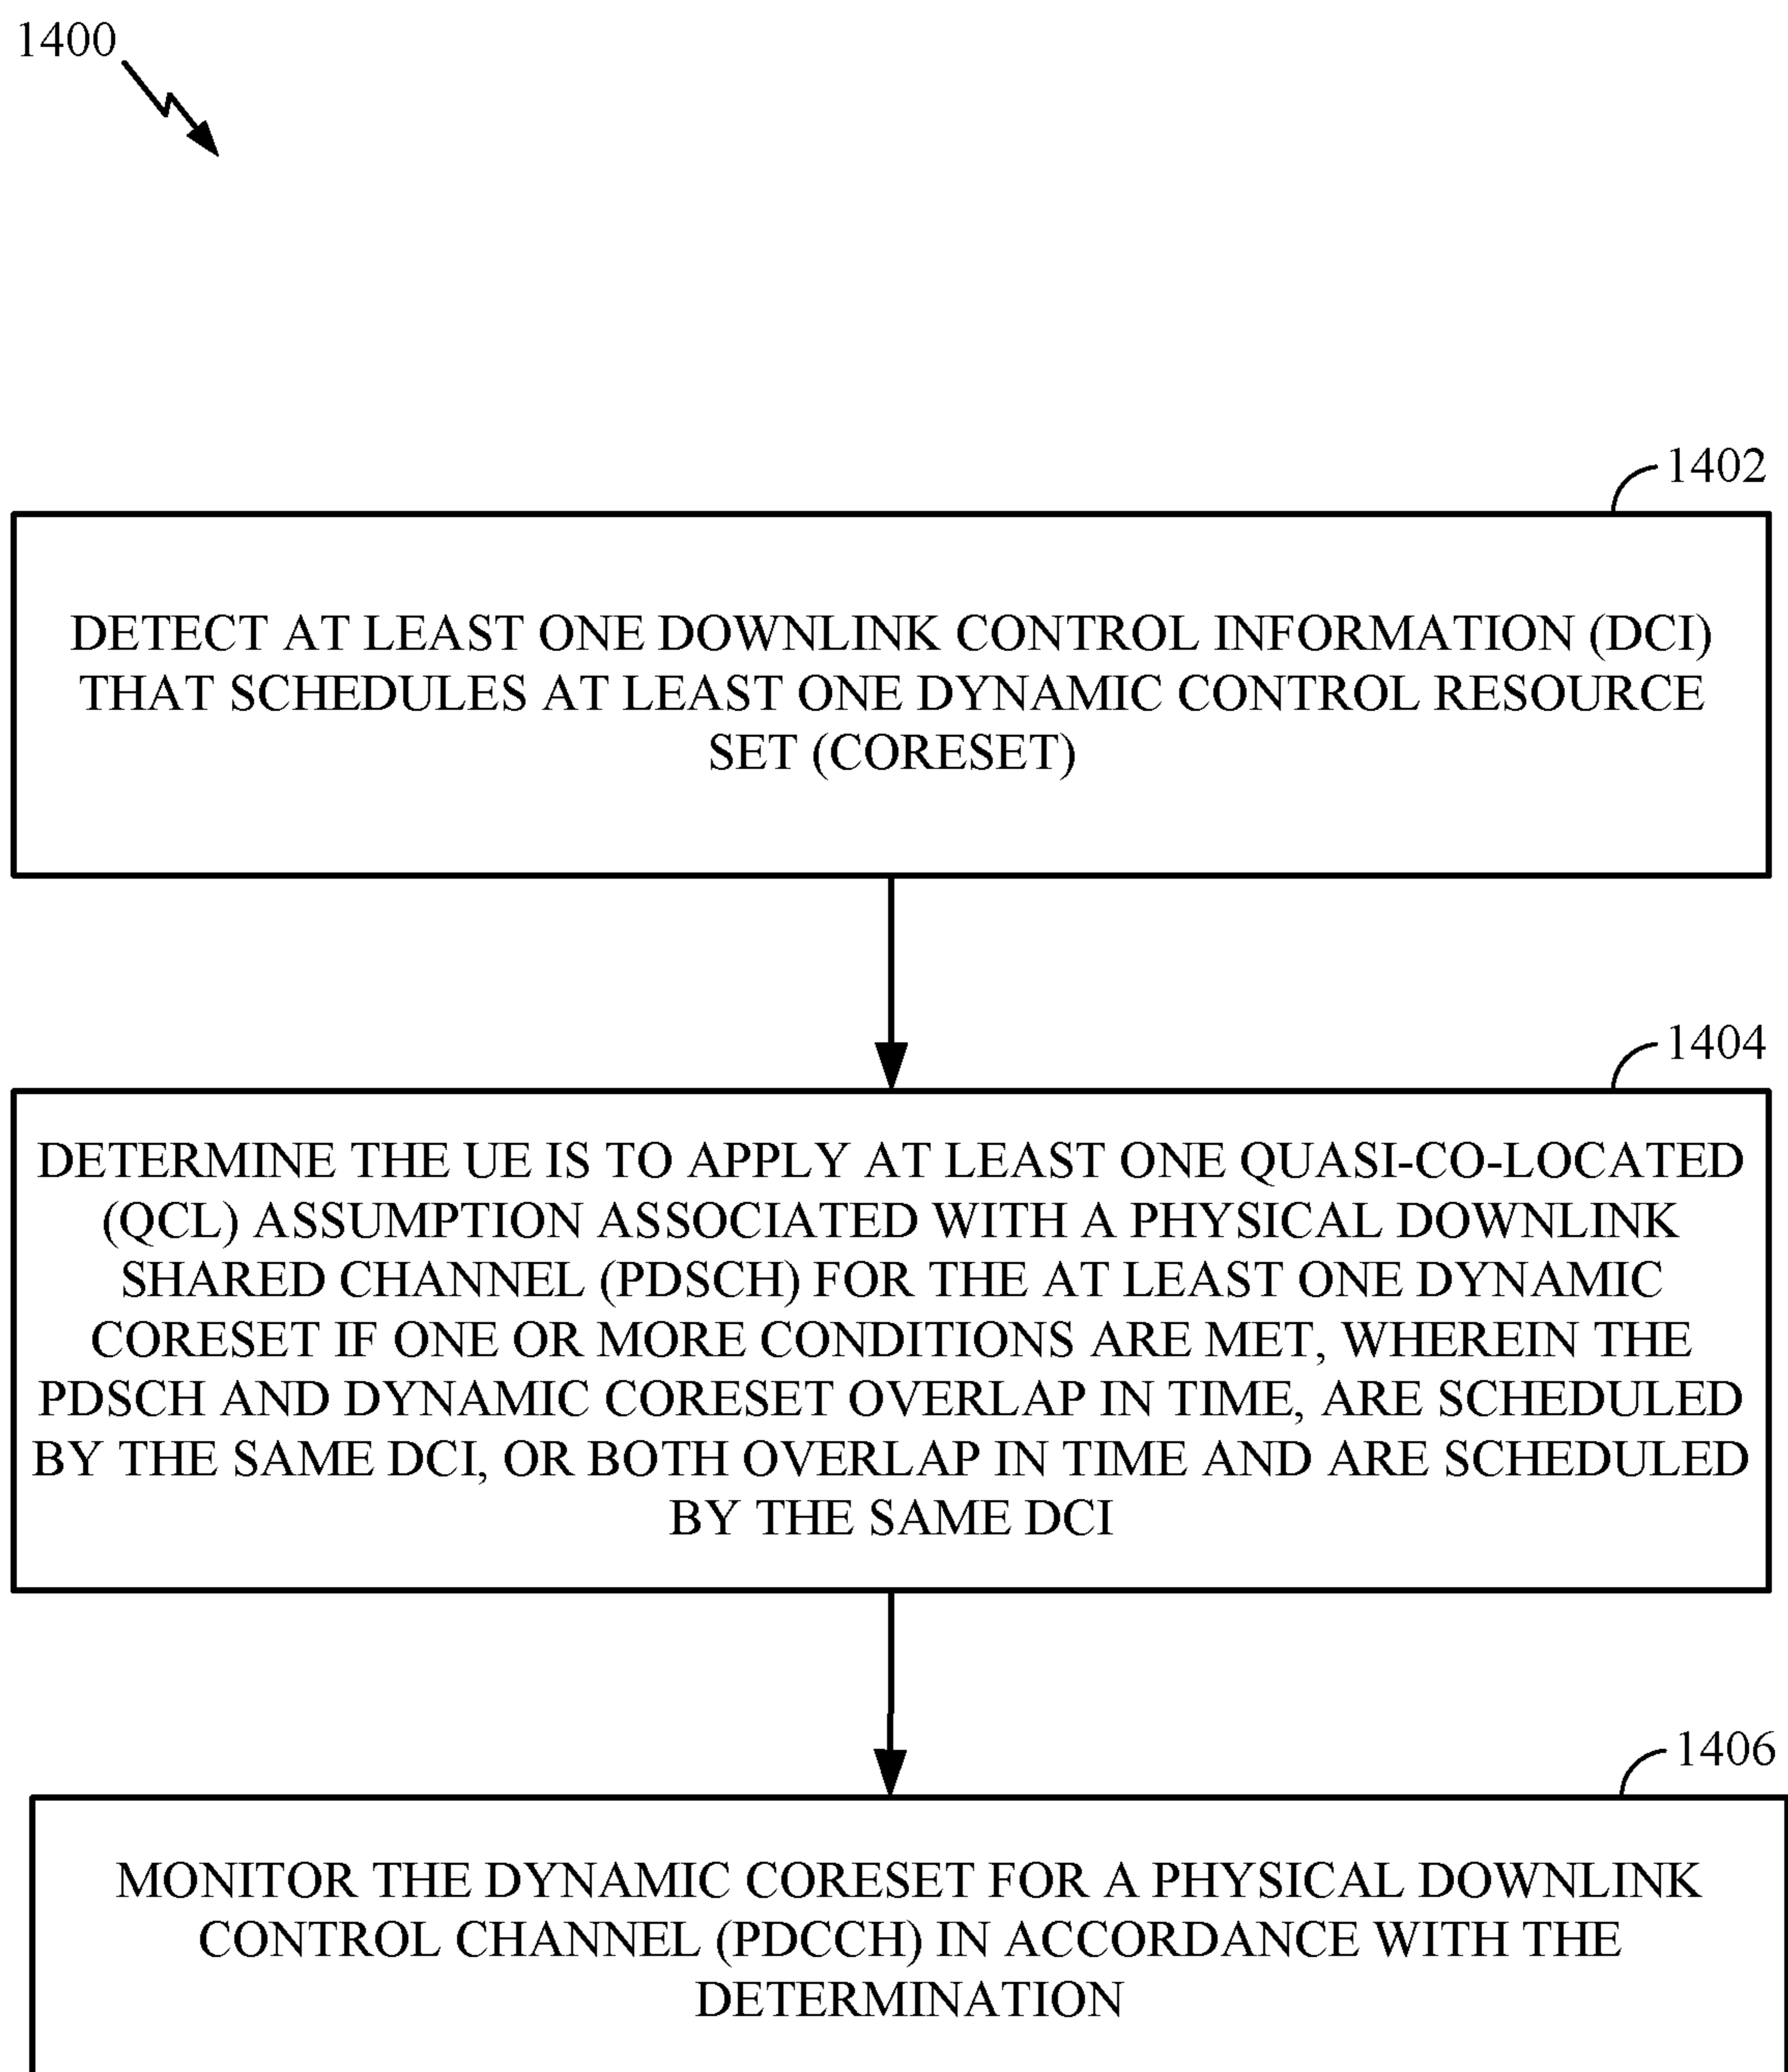 1400
1402
DETECT AT LEAST ONE DOWNLINK CONTROL INFORMATION (DCI)
THAT SCHEDULES AT LEAST ONE DYNAMIC CONTROL RESOURCE
SET (CORESET)
1404
DETERMINE THE UE IS TO APPLY AT LEAST ONE QUASI-CO-LOCATED
(QCL) ASSUMPTION ASSOCIATED WITH A PHYSICAL DOWNLINK
SHARED CHANNEL (PDSCH) FOR THE AT LEAST ONE DYNAMIC
CORESET IF ONE OR MORE CONDITIONS ARE MET, WHEREIN THE
PDSCH AND DYNAMIC CORESET OVERLAP IN TIME, ARE SCHEDULED
BY THE SAME DCI, OR BOTH OVERLAP IN TIME AND ARE SCHEDULED
BY THE SAME DCI
1406
MONITOR THE DYNAMIC CORESET FOR A PHYSICAL DOWNLINK
CONTROL CHANNEL (PDCCH) IN ACCORDANCE WITH THE
DETERMINATION